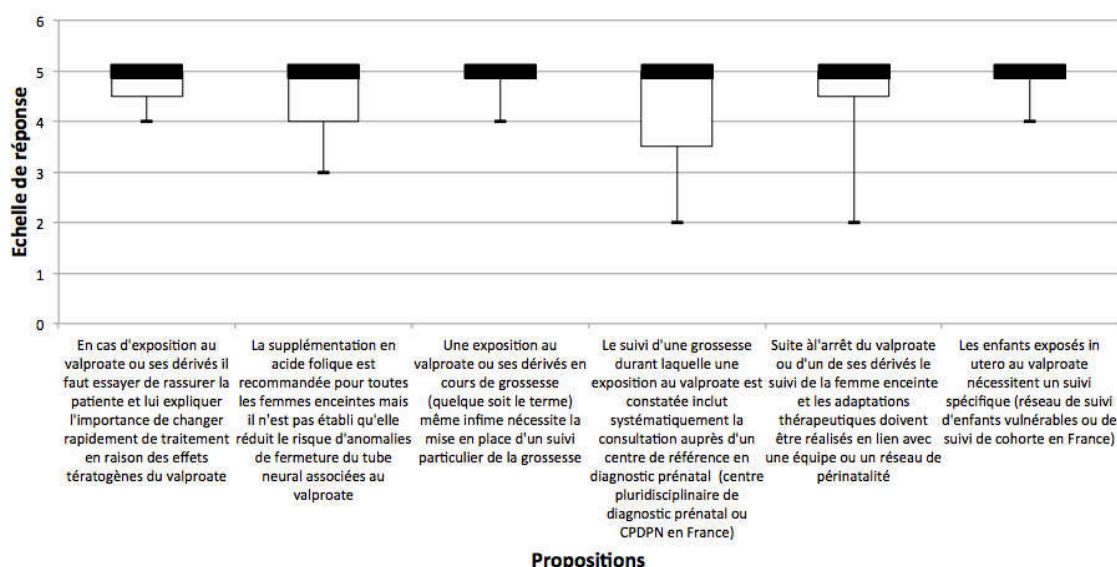 6
5
4
3
2
1
0
Echelle de réponse
En cas d'exposition au
valproate ou ses dérivés il
faut essayer de rassurer la
patiente et lui expliquer
l'importance de changer
rapidement de traitement
en raison des effets
tératogènes du valproate
La supplémentation en
acide folique est
recommandée pour toutes
les femmes enceintes mais
il n'est pas établi qu'elle
réduit le risque d'anomalies
de fermeture du tube
neural associées au
valproate
Une exposition au
valproate ou ses dérivés en
cours de grossesse
(quelque soit le terme)
même infime nécessite la
mise en place d'un suivi
particulier de la grossesse
Le suivi d'une grossesse
durant laquelle une
exposition au valproate est
constatée inclut
systématiquement la
consultation auprès d'un
centre de référence en
diagnostic prénatal (centre
pluridisciplinaire de
diagnostic prénatal ou
CPDPN en France)
Suite àl'arrêt du valproate
ou d'un de ses dérivés le
suivi de la femme enceinte
et les adaptations
thérapeutiques doivent
être réalisés en lien avec
une équipe ou un réseau de
périnatalité
Les enfants exposés in
utero au valproate
nécessitent un suivi
spécifique (réseau de suivi
d'enfants vulnérables ou de
suivi de cohorte en France)
Propositions